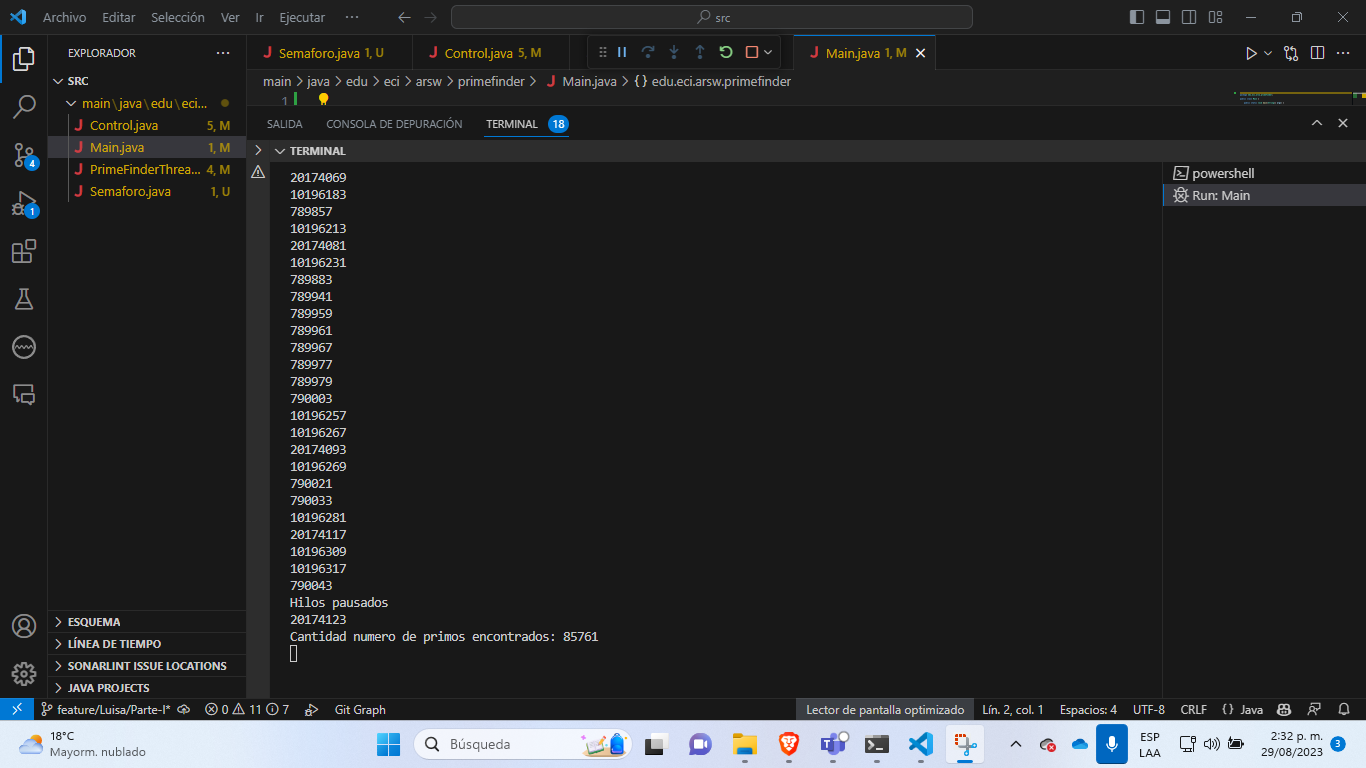 Archivo Editar Selección Ver Ir Ejecutar ··· src
EXPLORADOR ···
SRC
main\java\edu\eci...
Control.java 5, M
Main.java 1, M
PrimeFinderThrea... 4, M
Semaforo.java 1, U
ESQUEMA
LÍNEA DE TIEMPO
SONARLINT ISSUE LOCATIONS
JAVA PROJECTS
4
1
Semaforo.java 1, U Control.java 5, M Main.java 1, M
main > java > edu > eci > arsw > primefinder > Main.java > {} edu.eci.arsw.primefinder
1
SALIDA CONSOLA DE DEPURACIÓN TERMINAL 18
TERMINAL
20174069
10196183
789857
10196213
20174081
10196231
789883
789941
789959
789961
789967
789977
789979
790003
10196257
10196267
20174093
10196269
790021
790033
10196281
20174117
10196309
10196317
790043
Hilos pausados
20174123
Cantidad numero de primos encontrados: 85761
powershell
Run: Main
feature/Luisa/Parte-I* 0 11 7 Git Graph Lector de pantalla optimizado Lín. 2, col. 1 Espacios: 4 UTF-8 CRLF {} Java
18°C
Mayorm. nublado
Búsqueda
ESP
LAA
2:32 p. m.
29/08/2023
3